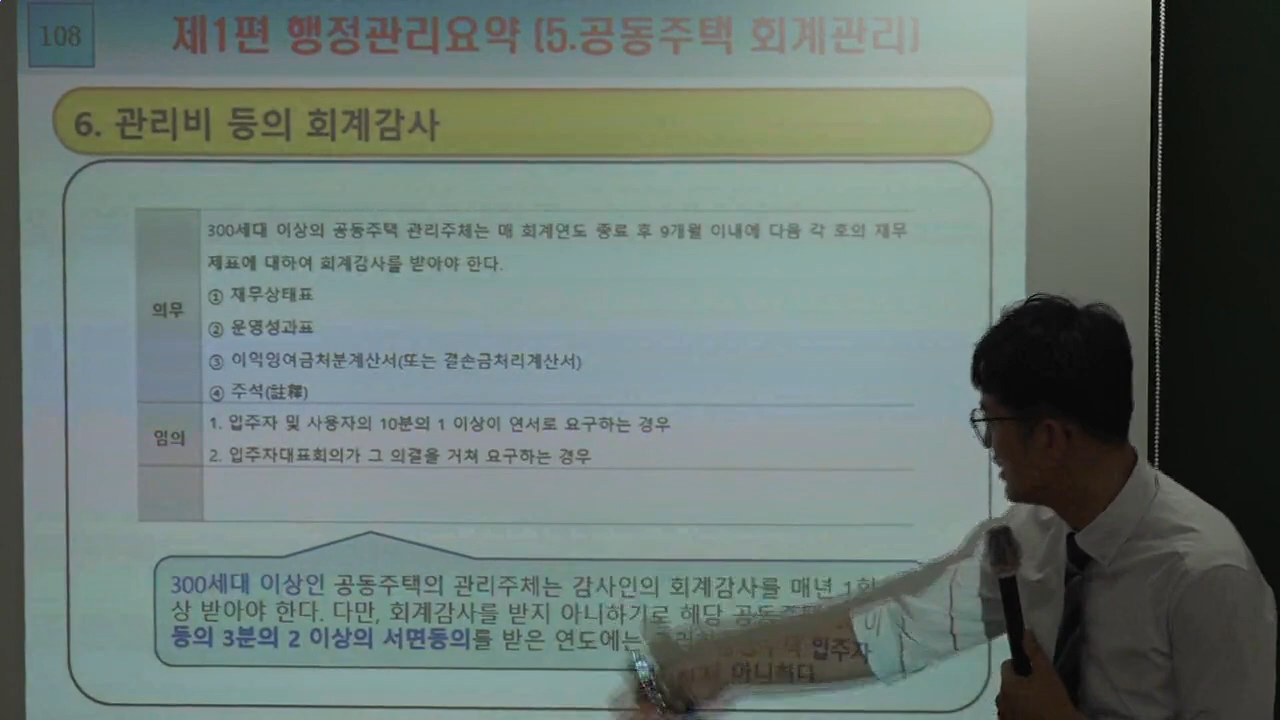 108
제1편 행정관리요약 (5.공동주택 회계관리)
6. 관리비 등의 회계감사
의무
300세대 이상의 공동주택 관리주체는 매 회계연도 종료 후 9개월 이내에 다음 각 호의 재무
제표에 대하여 회계감사를 받아야 한다.
① 재무상태표
② 운영성과표
③ 이익잉여금처분계산서(또는 결손금처리계산서)
④ 주석(註釋)
임의
1. 입주자 및 사용자의 10분의 1 이상이 연서로 요구하는 경우
2. 입주자대표회의가 그 의결을 거쳐 요구하는 경우
300세대 이상인 공동주택의 관리주체는 감사인의 회계감사를 매년 1회
상 받아야 한다. 다만, 회계감사를 받지 아니하기로 해당 공동주택 입주자
등의 3분의 2 이상의 서면동의를 받은 연도에는 아니하다